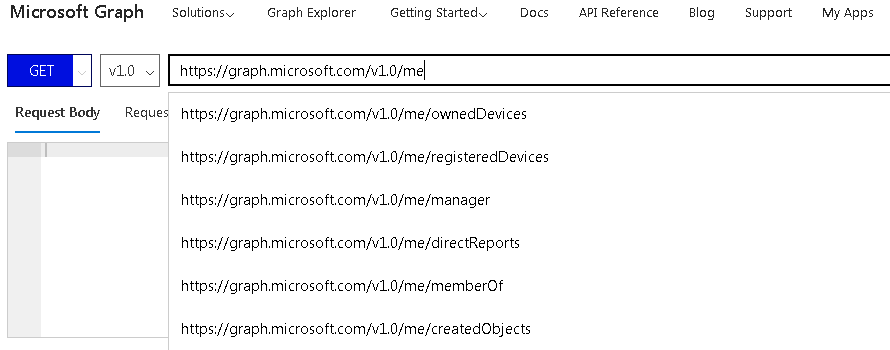 Microsoft Graph Solutions Graph Explorer Getting Started Docs API Reference Blog Support My Apps
GET v1.0 https://graph.microsoft.com/v1.0/me
https://graph.microsoft.com/v1.0/me/ownedDevices
Request Body Reques
https://graph.microsoft.com/v1.0/me/registeredDevices
https://graph.microsoft.com/v1.0/me/manager
https://graph.microsoft.com/v1.0/me/directReports
https://graph.microsoft.com/v1.0/me/memberOf
https://graph.microsoft.com/v1.0/me/createdObjects